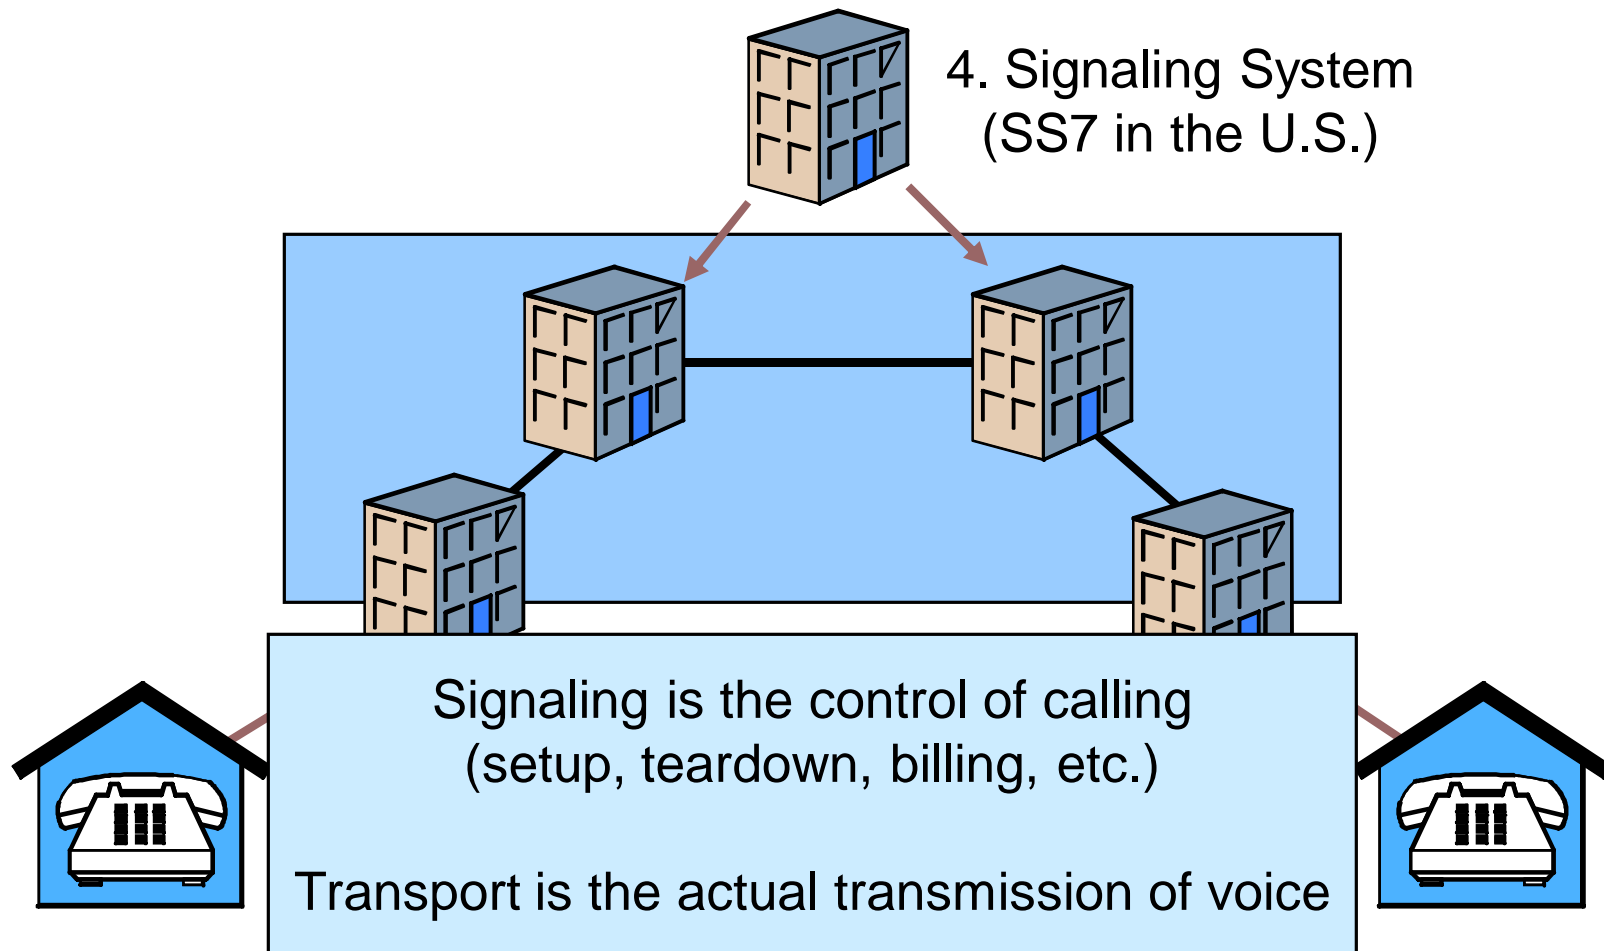 4. Signaling System
(SS7 in the U.S.)
Signaling is the control of calling
(setup, teardown, billing, etc.)
Transport is the actual transmission of voice